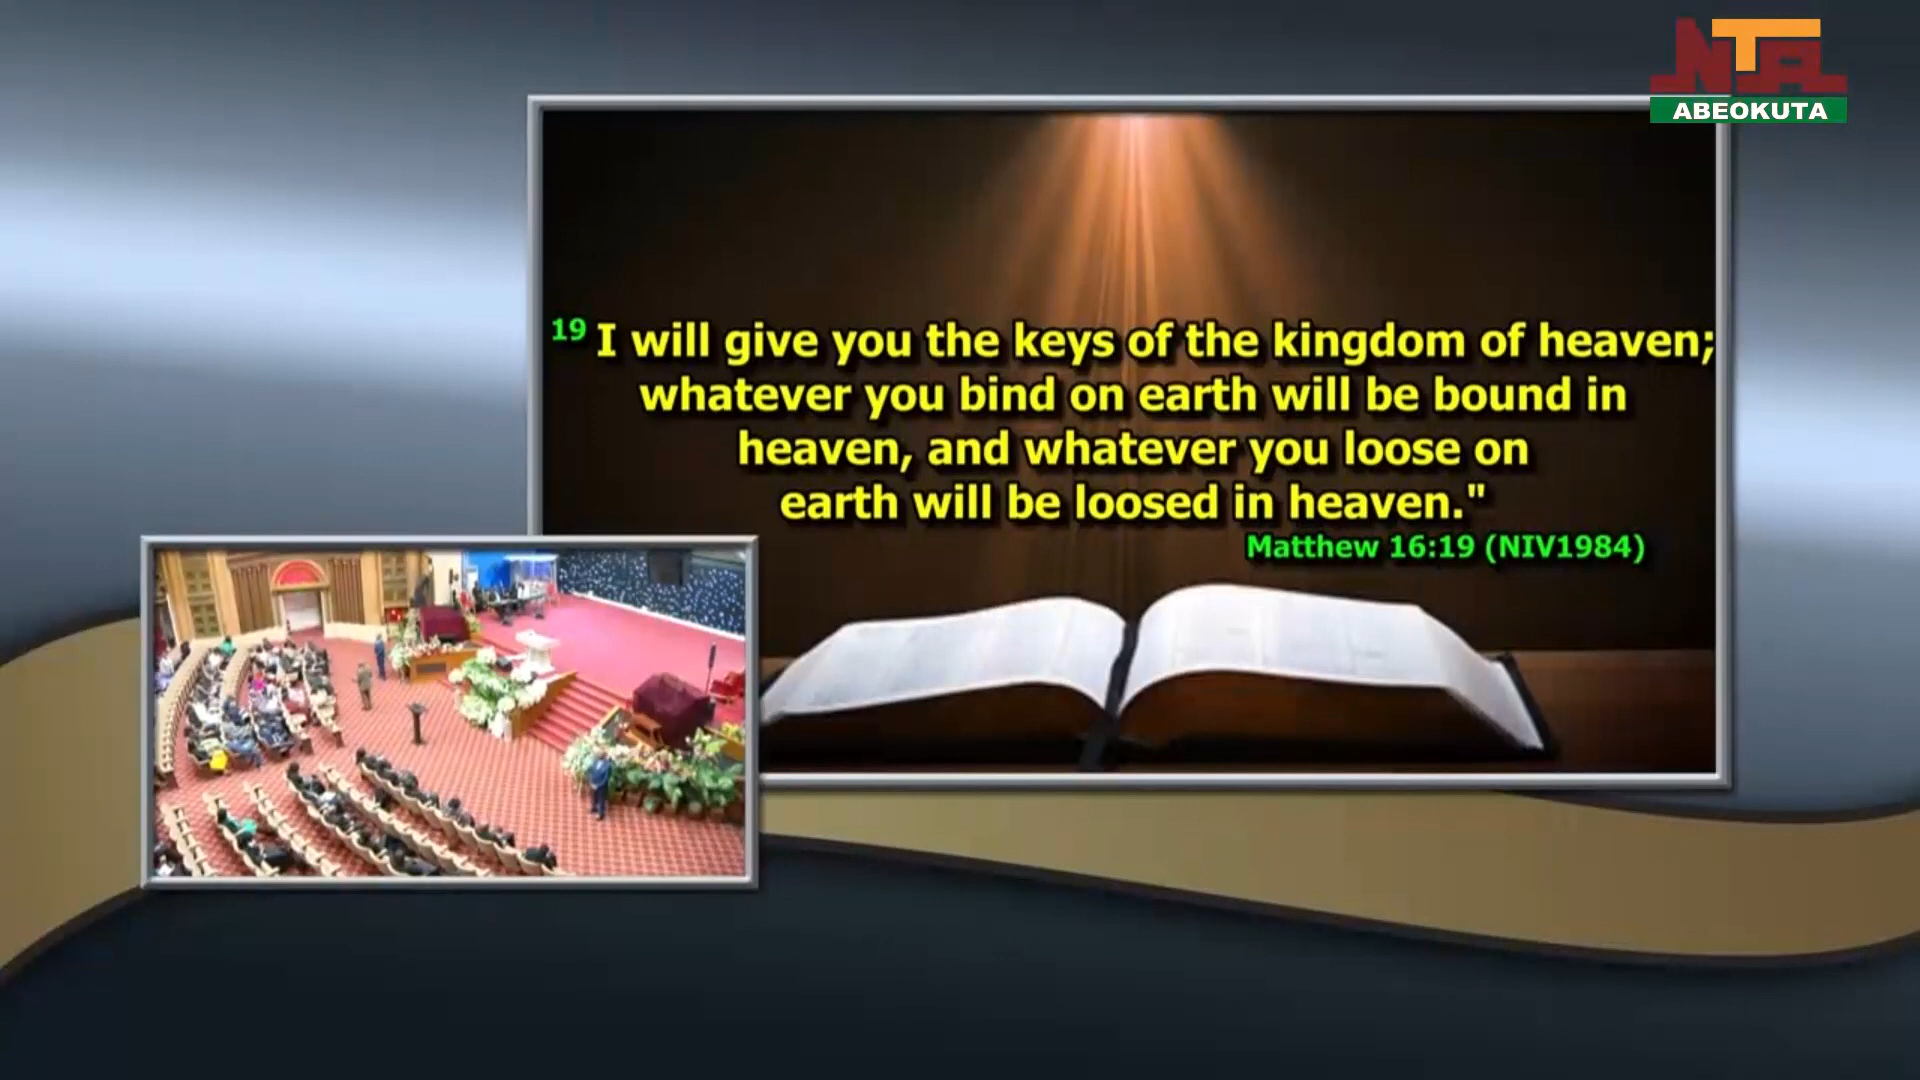 NTA
ABEOKUTA
19 I will give you the keys of the kingdom of heaven;
whatever you bind on earth will be bound in
heaven, and whatever you loose on
earth will be loosed in heaven."
Matthew 16:19 (NIV1984)